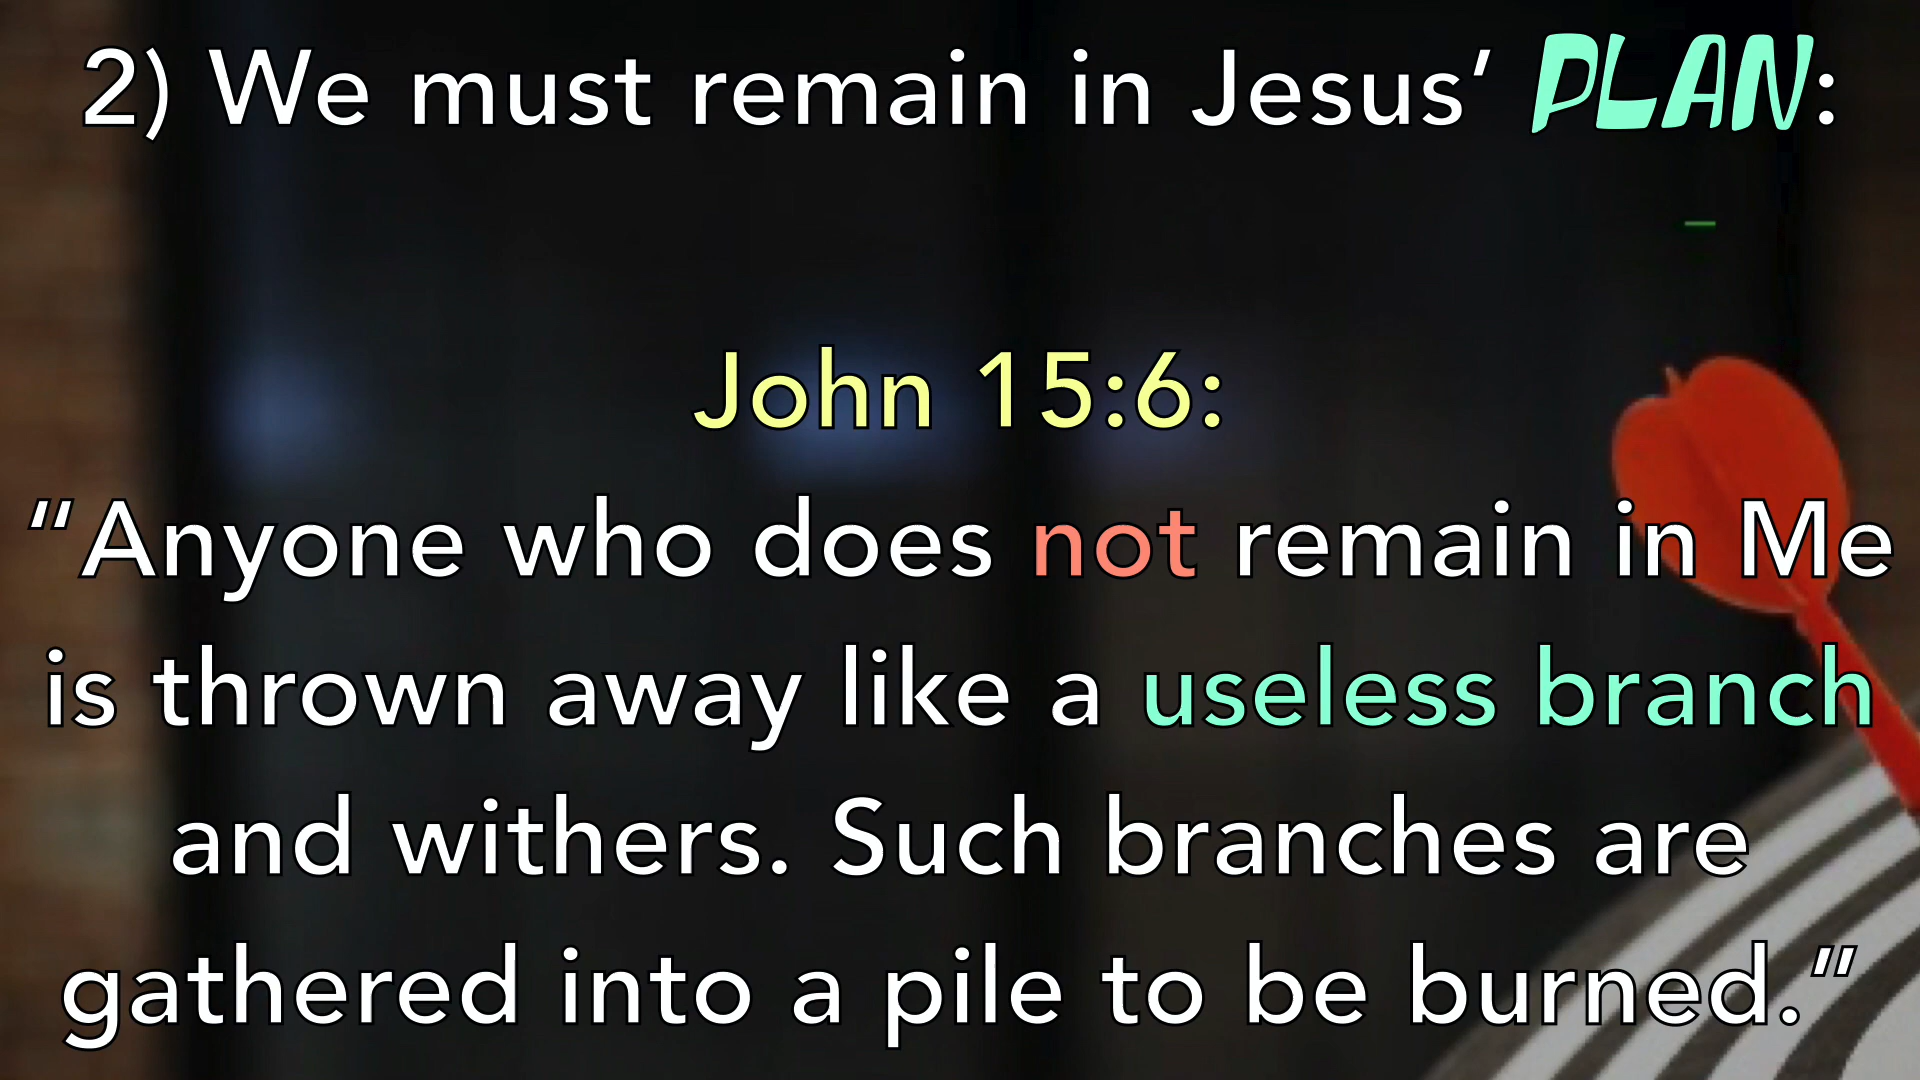 2) We must remain in Jesus’ PLAN:
John 15:6:
“Anyone who does not remain in Me
is thrown away like a useless branch
and withers. Such branches are
gathered into a pile to be burned.”